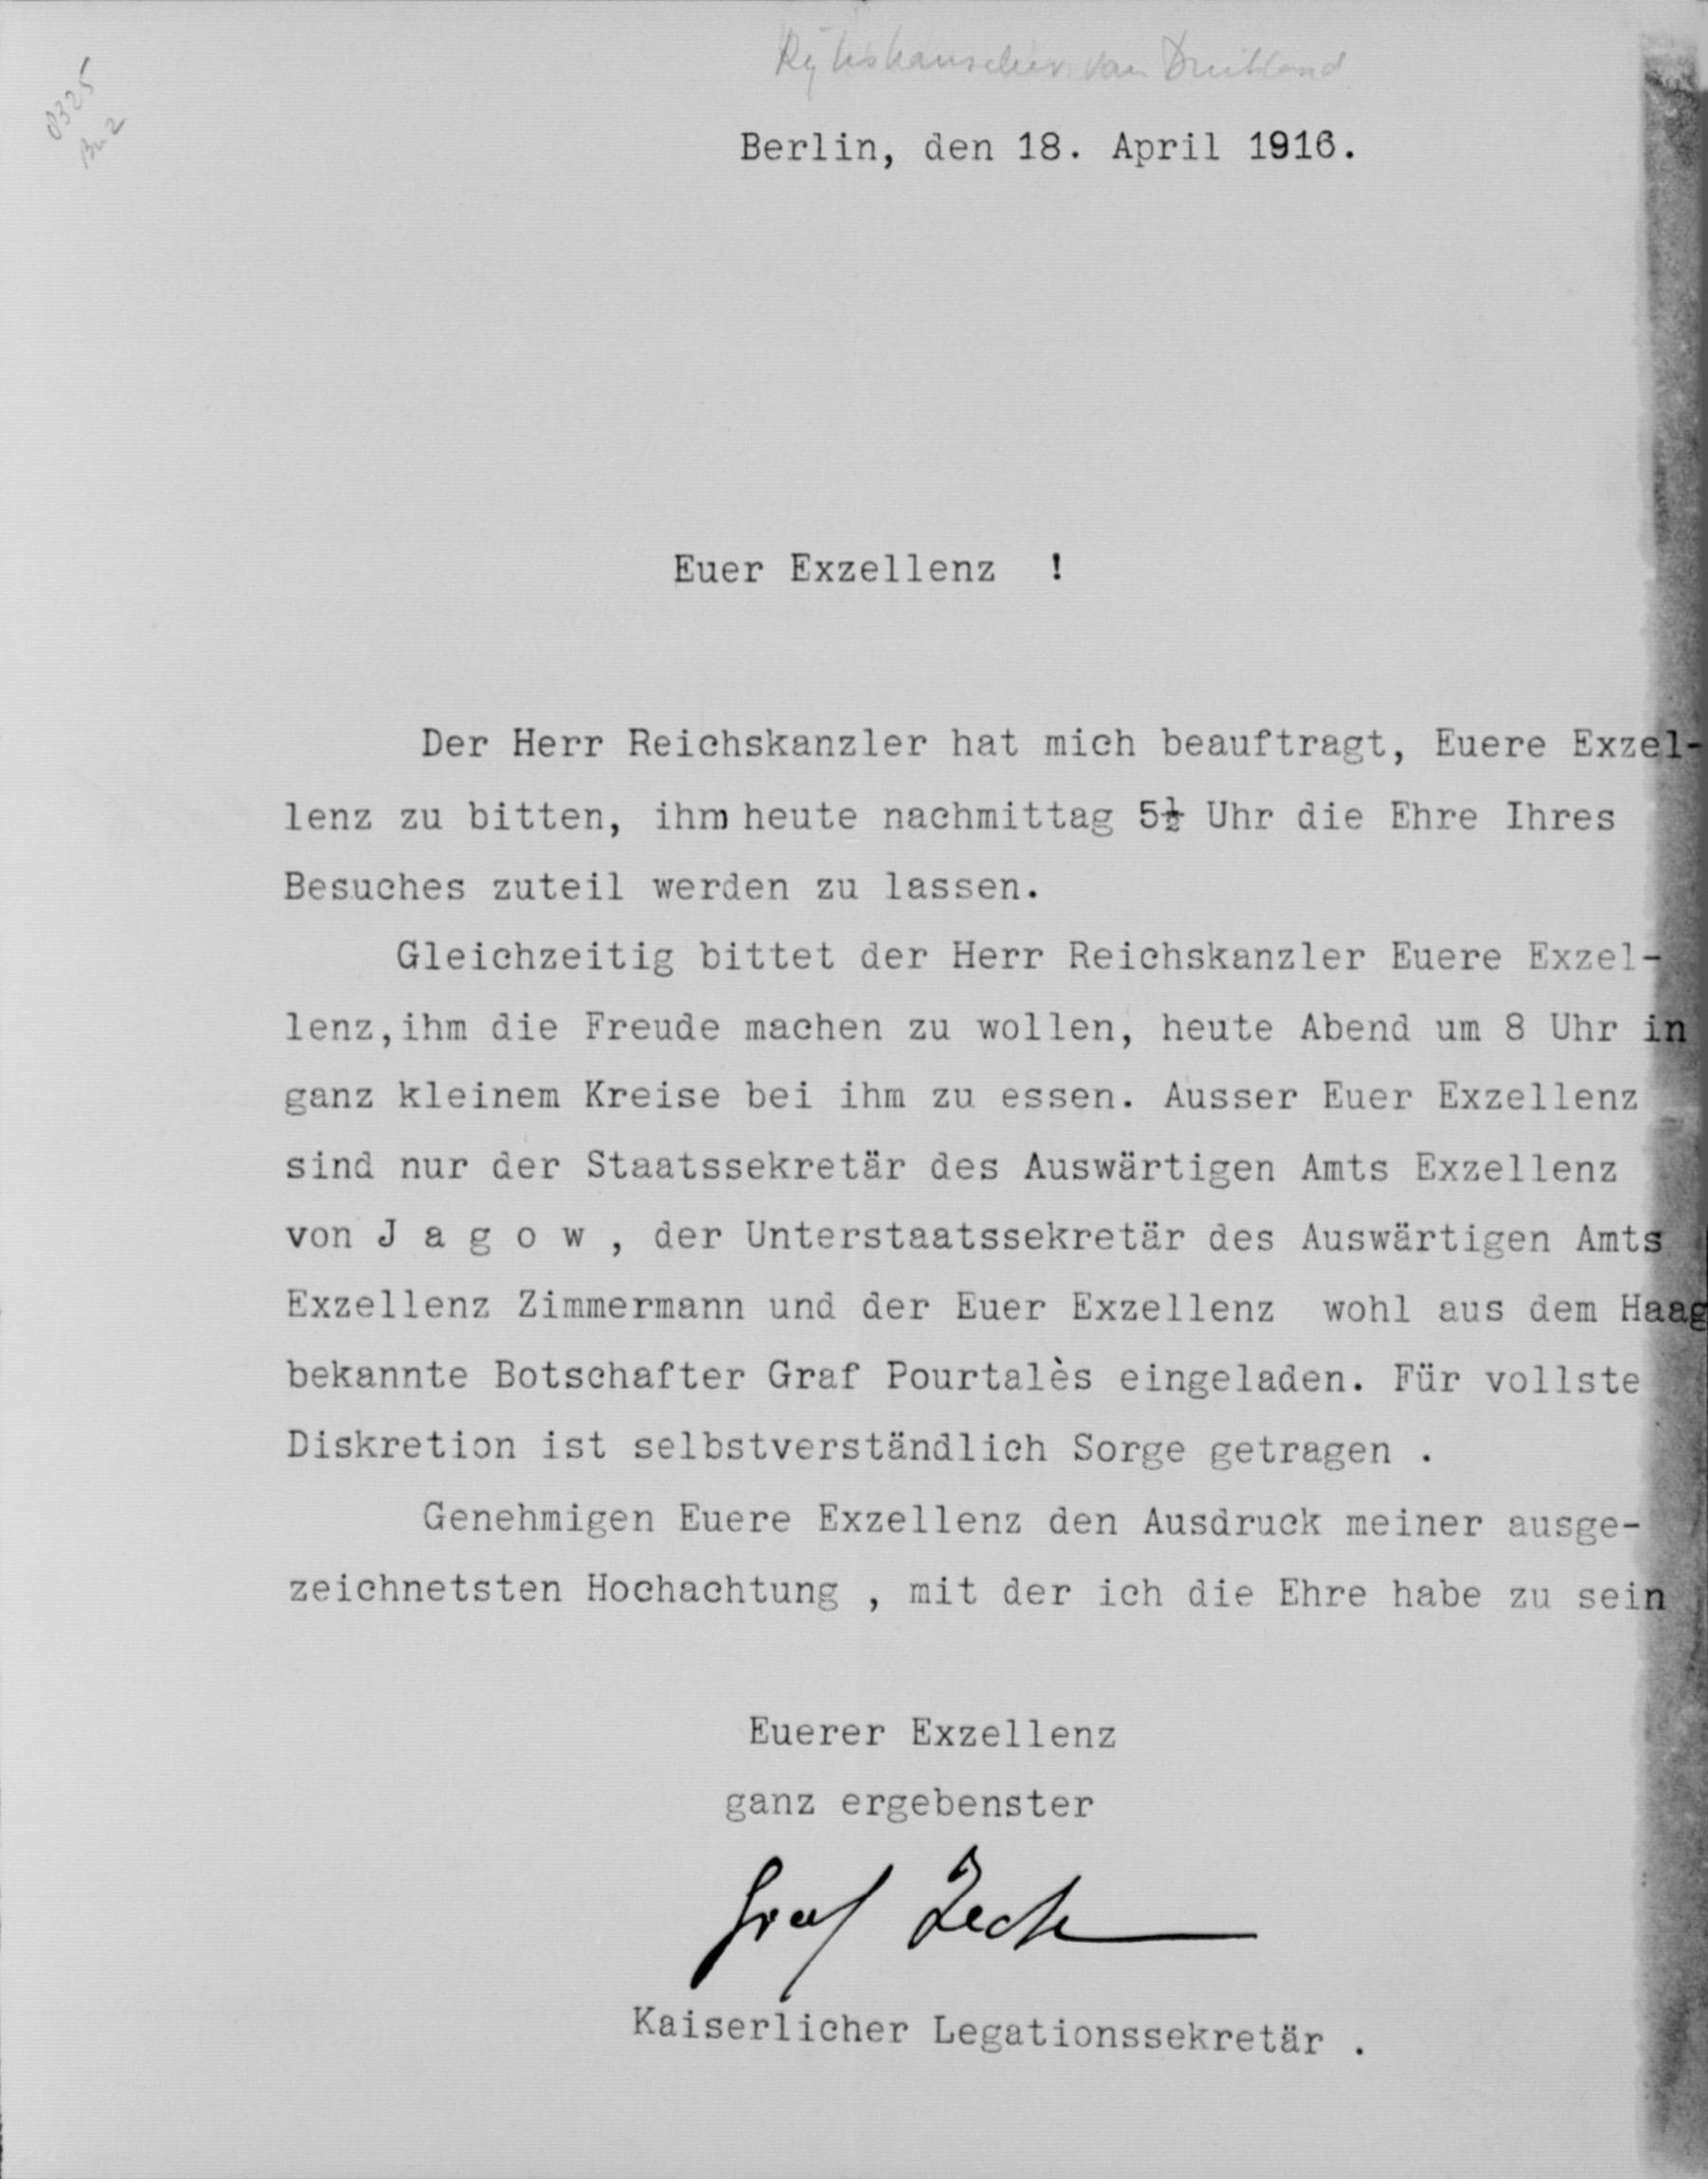 0325
Rijkskanselier van Duitsland
Berlin, den 18. April 1916.
Euer Exzellenz !
Der Herr Reichskanzler hat mich beauftragt, Euere Exzel-
lenz zu bitten, ihm heute nachmittag 5½ Uhr die Ehre Ihres
Besuches zuteil werden zu lassen.
Gleichzeitig bittet der Herr Reichskanzler Euere Exzel-
lenz,ihm die Freude machen zu wollen, heute Abend um 8 Uhr in
ganz kleinem Kreise bei ihm zu essen. Ausser Euer Exzellenz
sind nur der Staatssekretär des Auswärtigen Amts Exzellenz
von J a g o w , der Unterstaatssekretär des Auswärtigen Amts
Exzellenz Zimmermann und der Euer Exzellenz wohl aus dem Haag
bekannte Botschafter Graf Pourtalès eingeladen. Für vollste
Diskretion ist selbstverständlich Sorge getragen .
Genehmigen Euere Exzellenz den Ausdruck meiner ausge-
zeichnetsten Hochachtung , mit der ich die Ehre habe zu sein
Euerer Exzellenz
ganz ergebenster
Graf Zech
Kaiserlicher Legationssekretär .